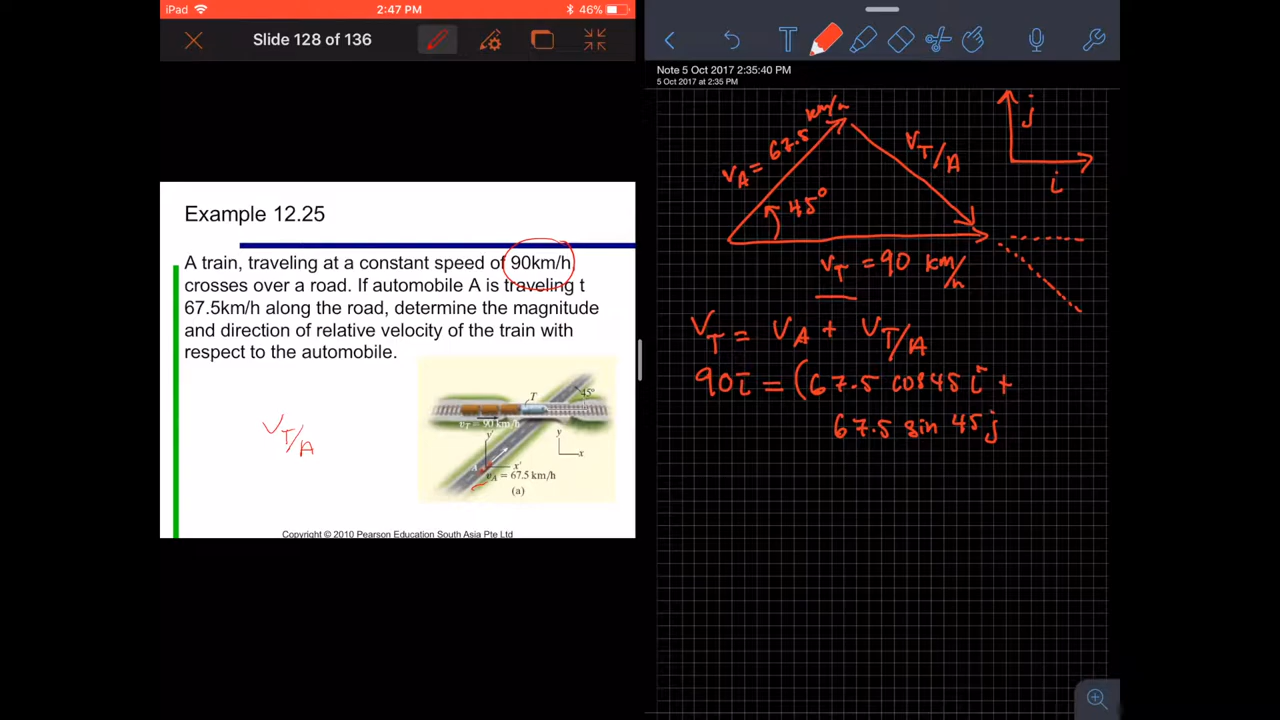 iPad 2:47 PM 46%
Slide 128 of 136
T
Note 5 Oct 2017 2:35:40 PM
5 Oct 2017 at 2:35 PM
Example 12.25
A train, traveling at a constant speed of 90km/h
crosses over a road. If automobile A is traveling t
67.5km/h along the road, determine the magnitude
and direction of relative velocity of the train with
respect to the automobile.
VT/A
T 45°
vT = 90 km/h
y' y
x
A x'
vA = 67.5 km/h
(a)
Copyright © 2010 Pearson Education South Asia Pte Ltd
vA = 67.5 km/h
VT/A
j
i
45°
vT = 90 km/h
VT = VA + VT/A
90i = (67.5 cos45 i +
67.5 sin 45j